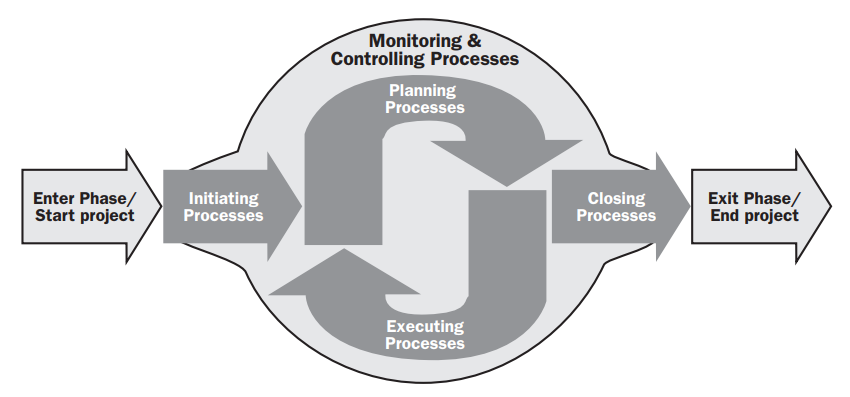 Monitoring &
Controlling Processes
Planning
Processes
Enter Phase/
Start project
Initiating
Processes
Closing
Processes
Exit Phase/
End project
Executing
Processes